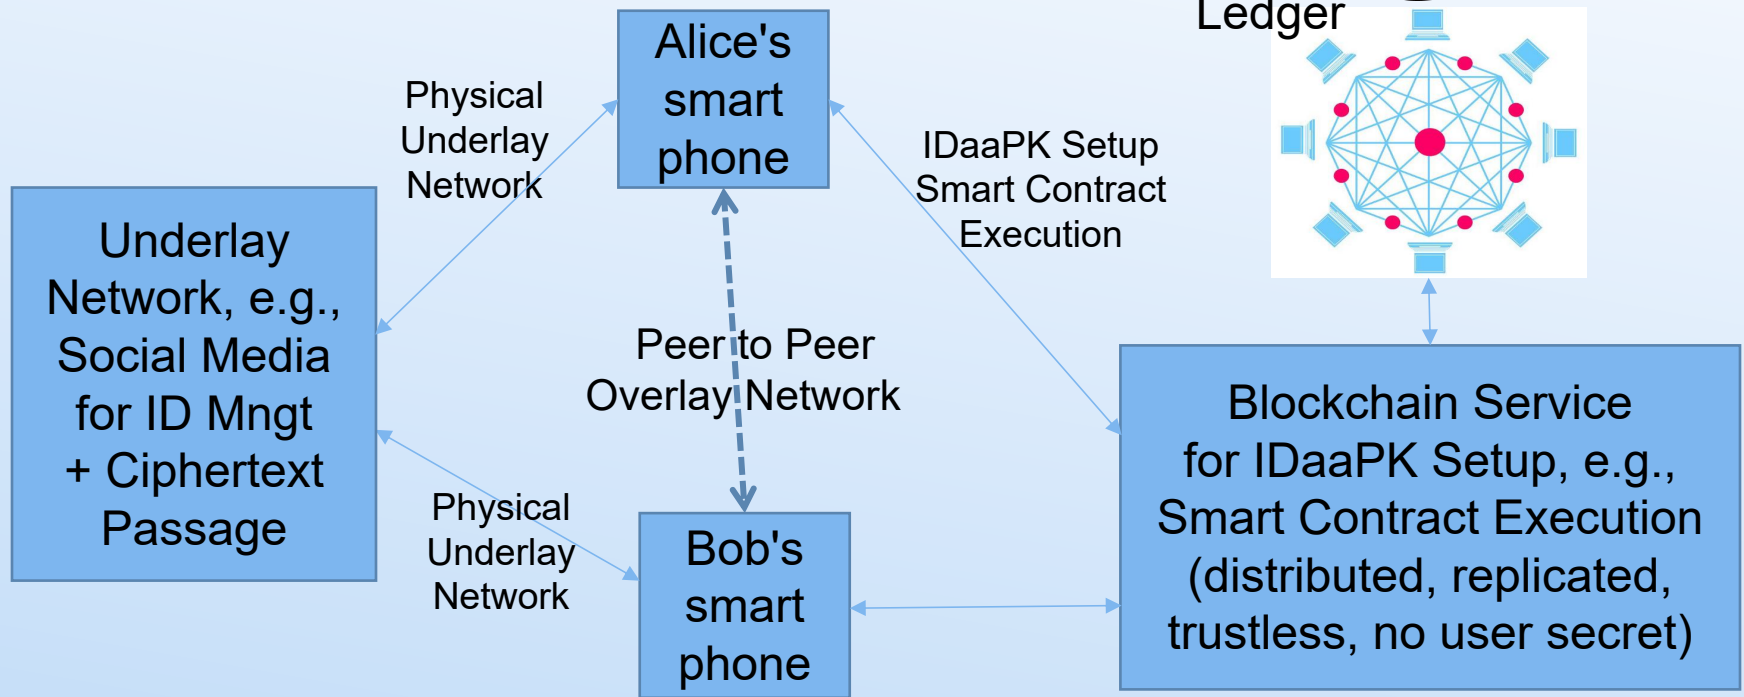 Ledger
Alice's
smart
phone
Physical
Underlay
Network
IDaaPK Setup
Smart Contract
Execution
Underlay
Network, e.g.,
Social Media
for ID Mngt
+ Ciphertext
Passage
Peer to Peer
Overlay Network
Blockchain Service
for IDaaPK Setup, e.g.,
Smart Contract Execution
(distributed, replicated,
trustless, no user secret)
Physical
Underlay
Network
Bob's
smart
phone